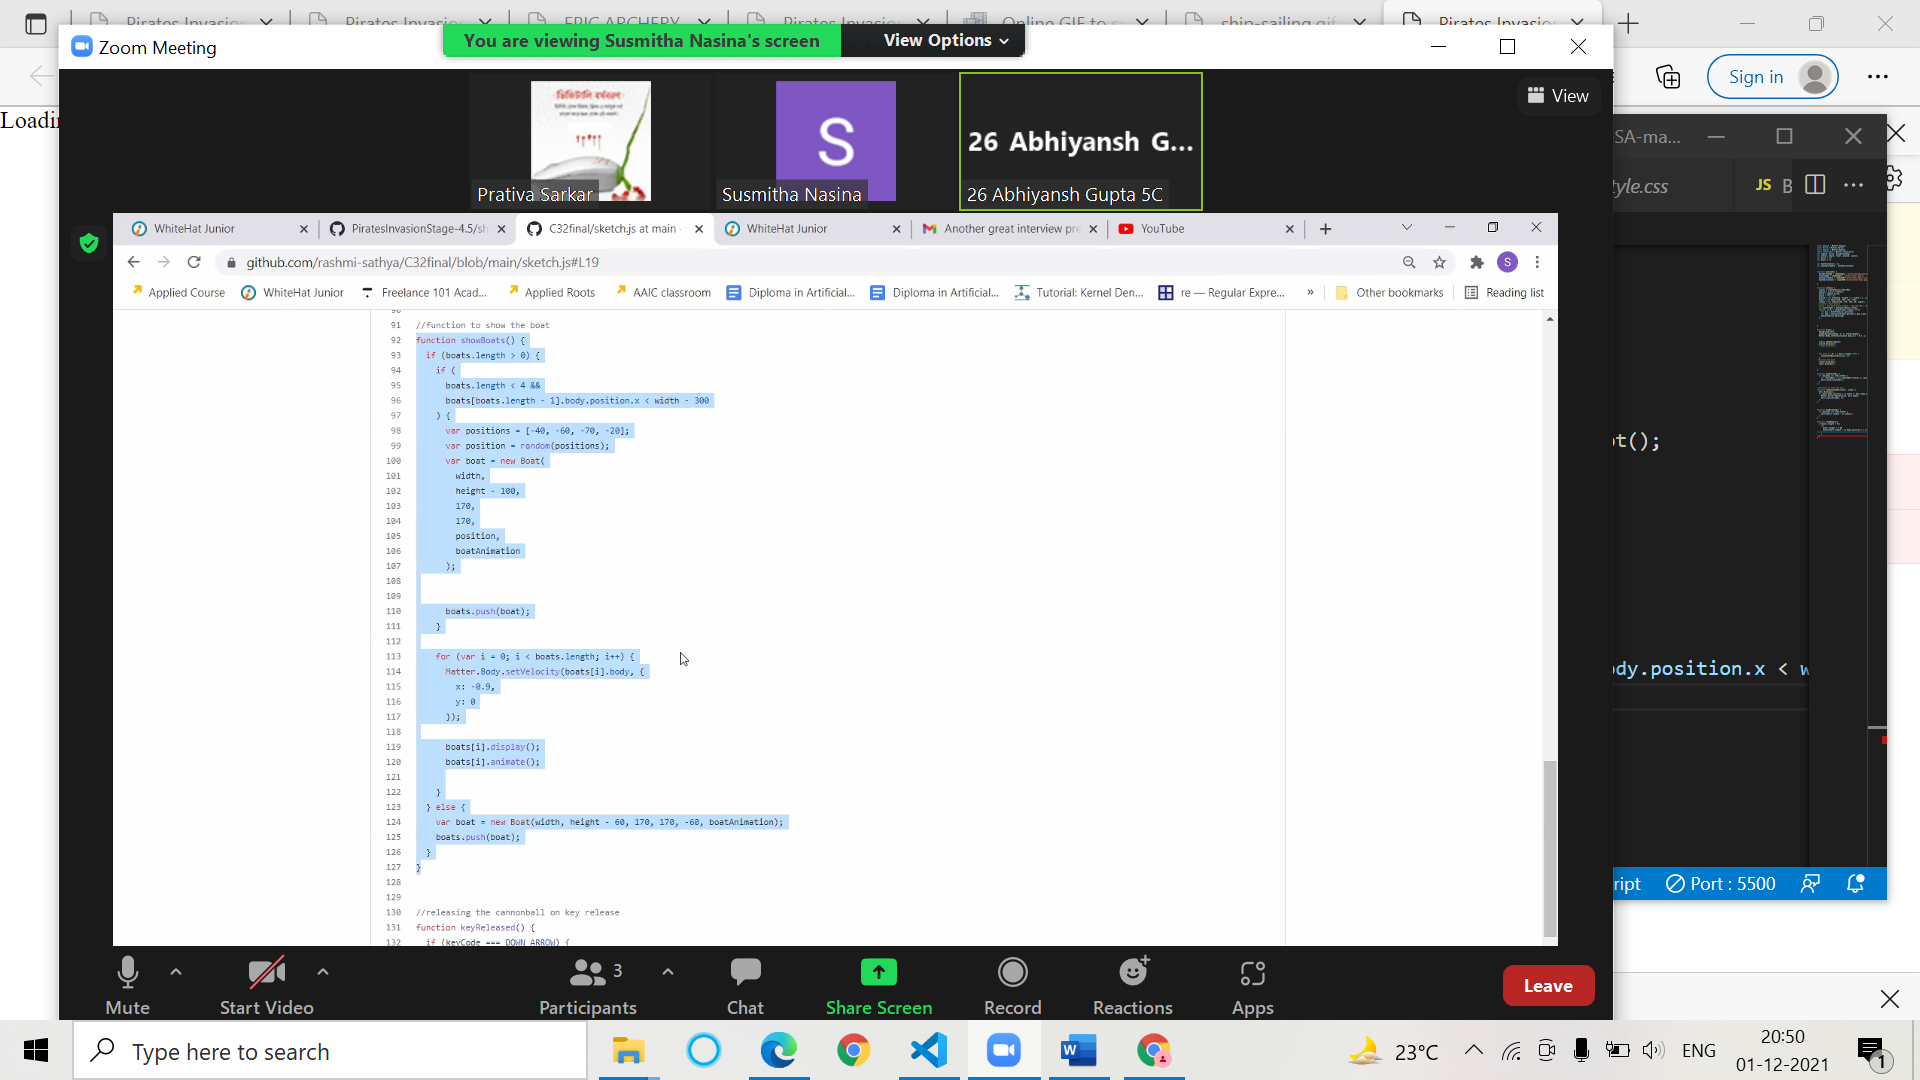 Pirates Invasio
Pirates Invasio
EPIC ARCHERY
Pirates Invasio
Online GIF to s
ship-sailing.gif
Pirates Invasio
Zoom Meeting
You are viewing Susmitha Nasina's screen
View Options
Sign in
Loadi
View
S
26 Abhiyansh G...
Prativa Sarkar
Susmitha Nasina
26 Abhiyansh Gupta 5C
SA-ma...
tyle.css
JS B
WhiteHat Junior
PiratesInvasionStage-4.5/sh
C32final/sketch.js at main
WhiteHat Junior
Another great interview pre
YouTube
github.com/rashmi-sathya/C32final/blob/main/sketch.js#L19
S
Applied Course
WhiteHat Junior
Freelance 101 Acad...
Applied Roots
AAIC classroom
Diploma in Artificial...
Diploma in Artificial...
Tutorial: Kernel Den...
re — Regular Expre...
»
Other bookmarks
Reading list
90
91 //function to show the boat
92 function showBoats() {
93 if (boats.length > 0) {
94 if (
95 boats.length < 4 &&
96 boats[boats.length - 1].body.position.x < width - 300
97 ) {
98 var positions = [-40, -60, -70, -20];
99 var position = random(positions);
100 var boat = new Boat(
101 width,
102 height - 100,
103 170,
104 170,
105 position,
106 boatAnimation
107 );
108
109
110 boats.push(boat);
111 }
112
113 for (var i = 0; i < boats.length; i++) {
114 Matter.Body.setVelocity(boats[i].body, {
115 x: -0.9,
116 y: 0
117 });
118
119 boats[i].display();
120 boats[i].animate();
121
122 }
123 } else {
124 var boat = new Boat(width, height - 60, 170, 170, -60, boatAnimation);
125 boats.push(boat);
126 }
127 }
128
129
130 //releasing the cannonball on key release
131 function keyReleased() {
132 if (keyCode === DOWN_ARROW) {
ot();
ody.position.x < w
ript
Port : 5500
Mute
Start Video
3
Participants
Chat
Share Screen
Record
Reactions
Apps
Leave
Type here to search
23°C
ENG
20:50
01-12-2021
1